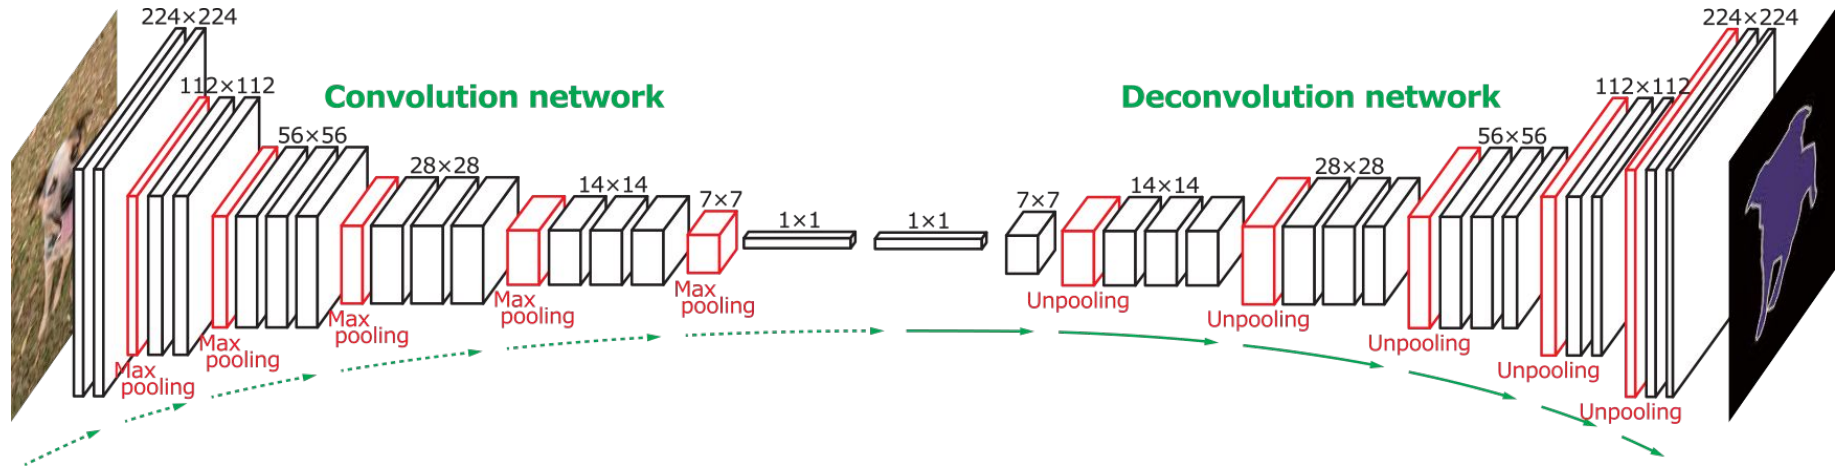 224×224
112×112
Convolution network
56×56
28×28
14×14
7×7
1×1
1×1
7×7
14×14
28×28
56×56
Deconvolution network
112×112
224×224
Max
pooling
Max
pooling
Max
pooling
Max
pooling
Max
pooling
Unpooling
Unpooling
Unpooling
Unpooling
Unpooling